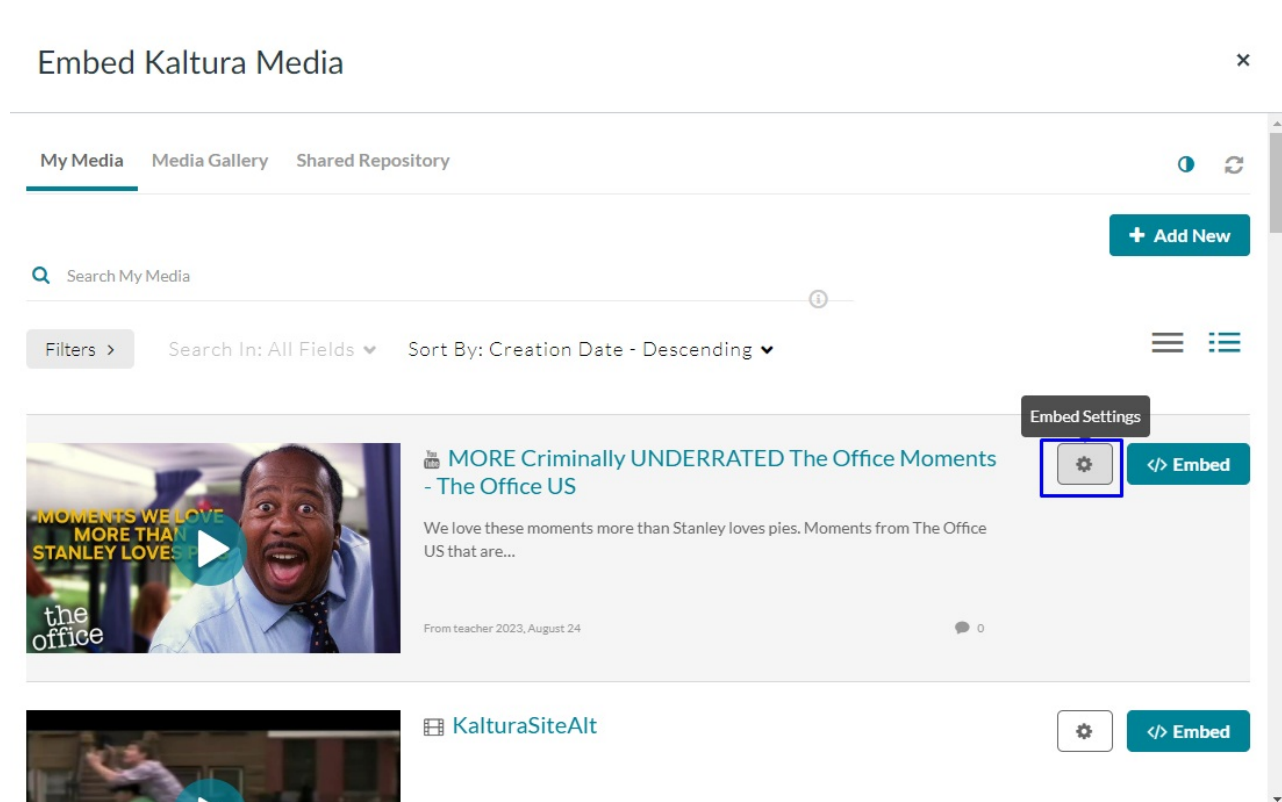 Embed Kaltura Media
My Media Media Gallery Shared Repository
+ Add New
Search My Media
Filters > Search In: All Fields Sort By: Creation Date - Descending
Embed Settings
You Tube MORE Criminally UNDERRATED The Office Moments
- The Office US
</> Embed
We love these moments more than Stanley loves pies. Moments from The Office
US that are...
MOMENTS WE LOVE
MORE THAN
STANLEY LOVES
the
office
From teacher 2023, August 24
0
KalturaSiteAlt
</> Embed